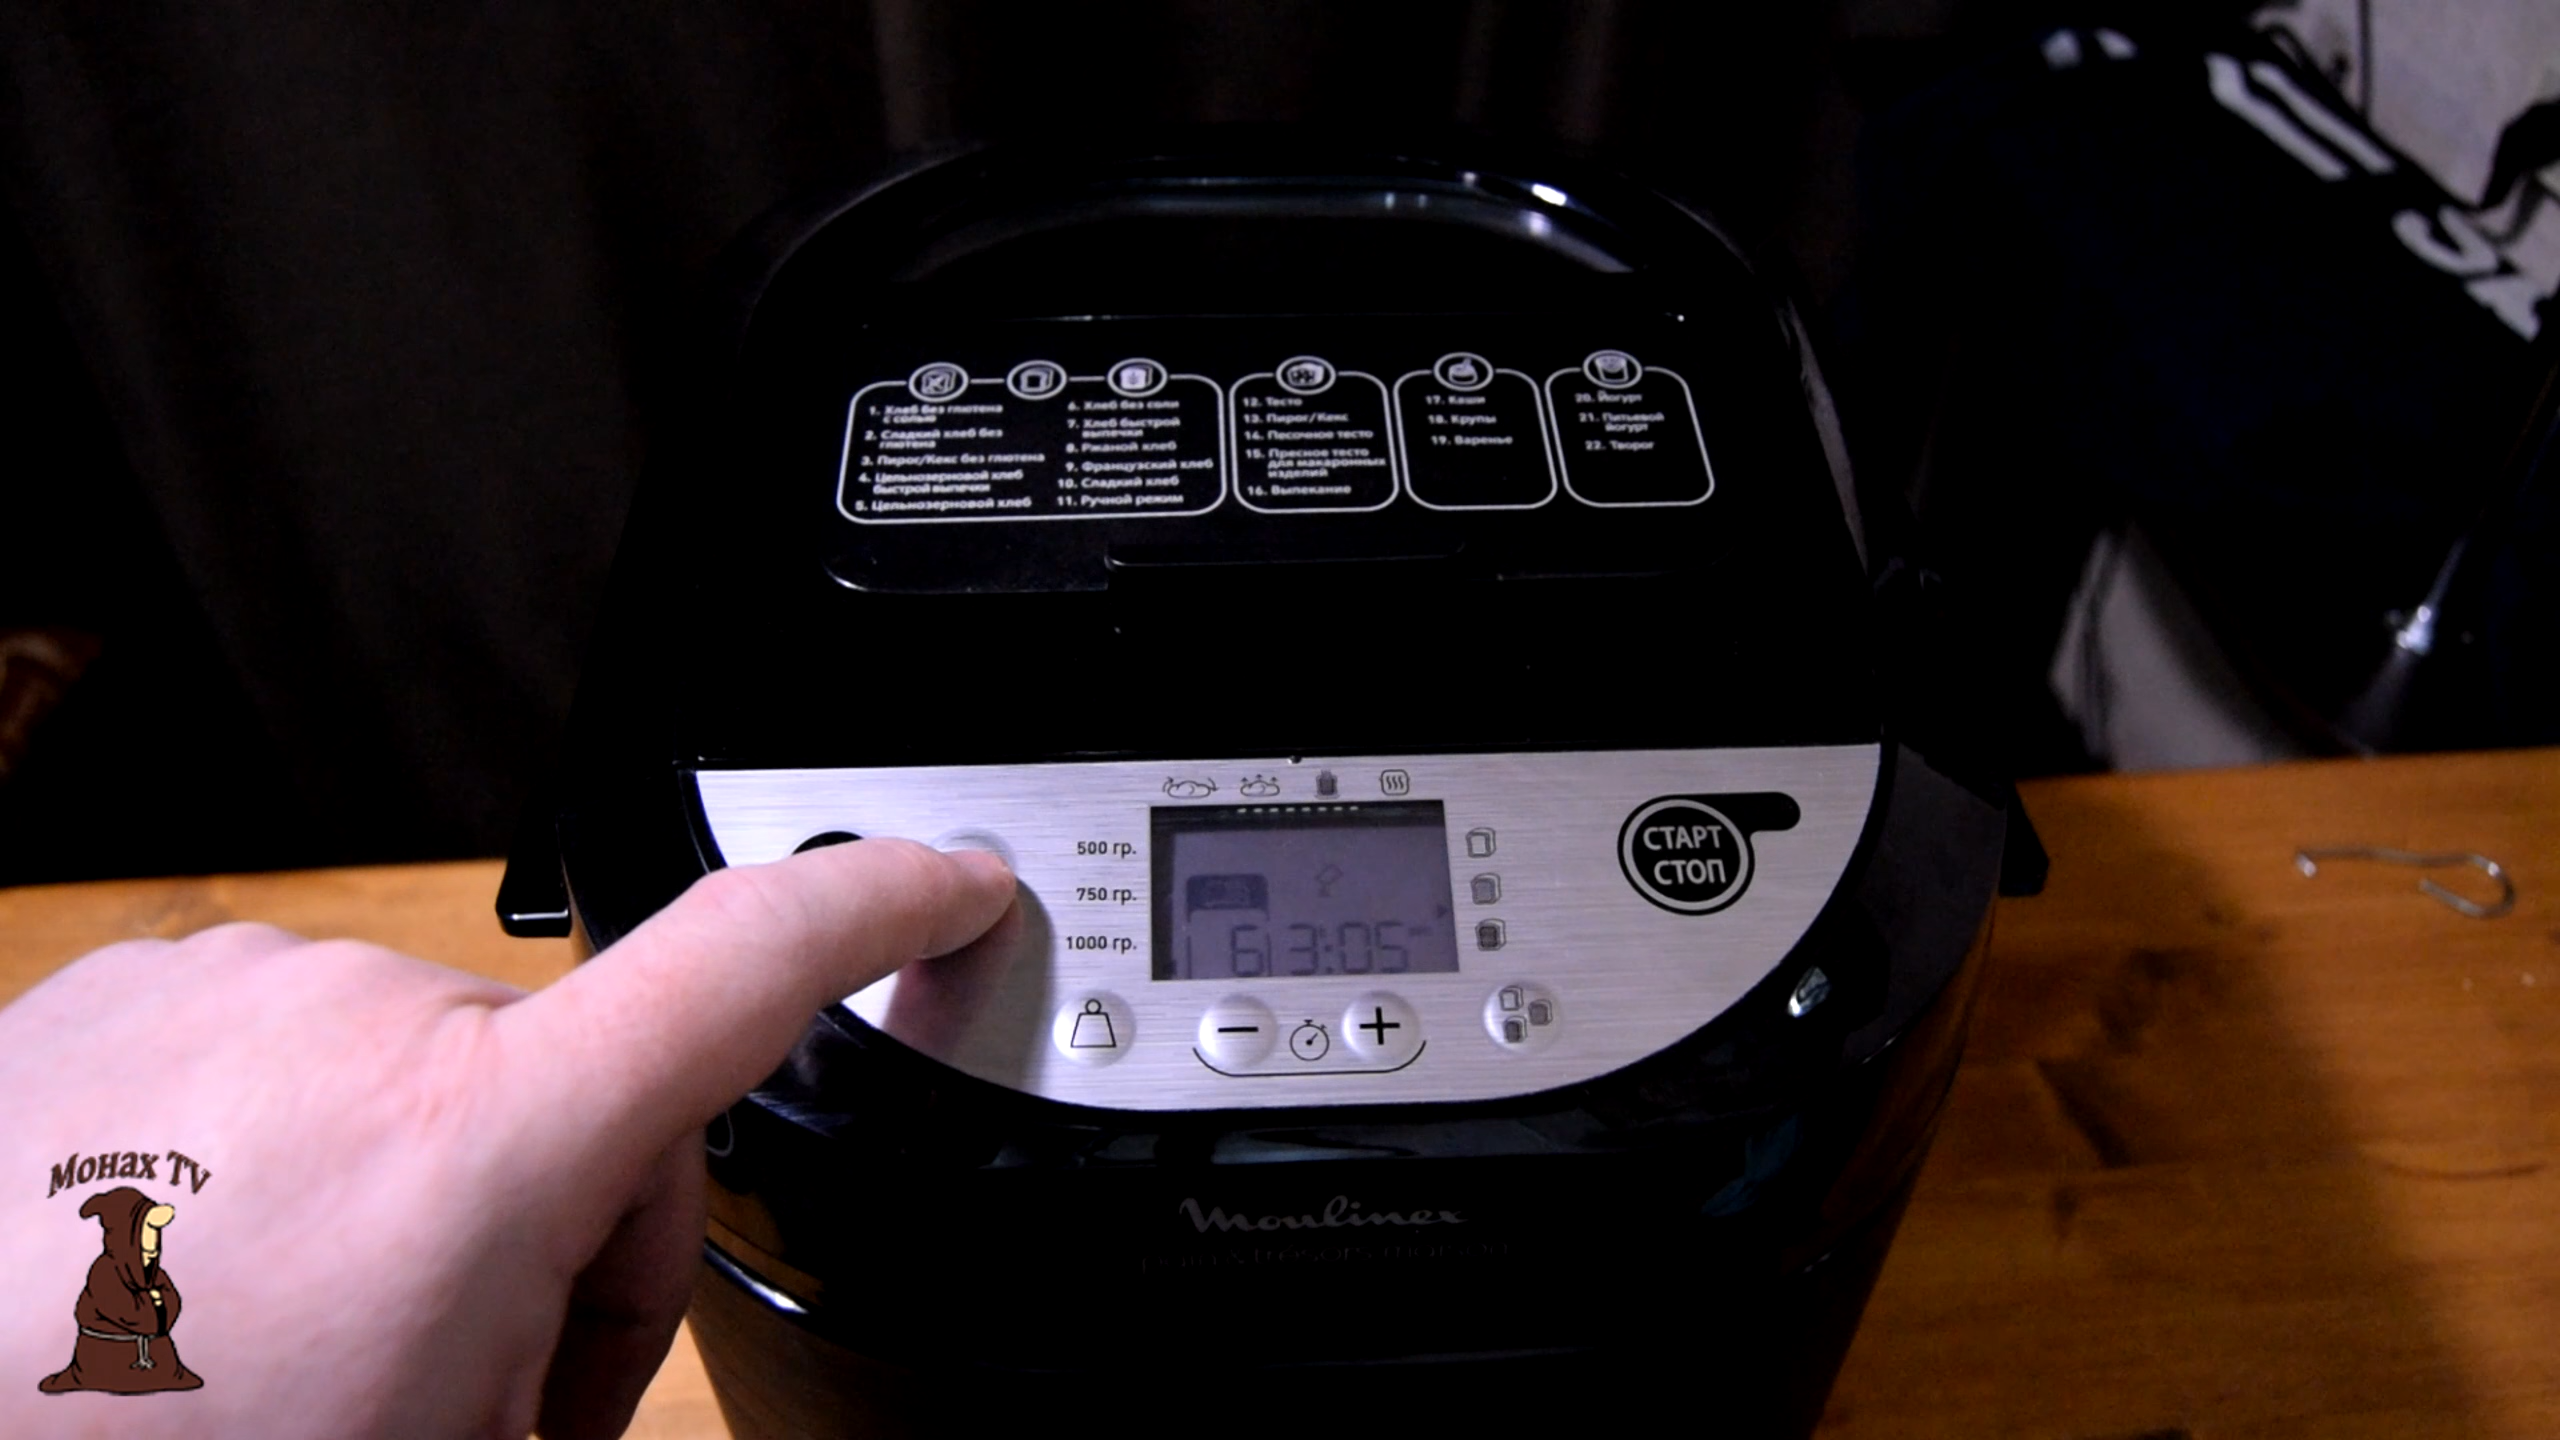 1. Хлеб без глютена
с солью
2. Сладкий хлеб без
глютена
3. Пирог/Кекс без глютена
4. Цельнозерновой хлеб
быстрой выпечки
5. Цельнозерновой хлеб
6. Хлеб без соли
7. Хлеб быстрой
выпечки
8. Ржаной хлеб
9. Французский хлеб
10. Сладкий хлеб
11. Ручной режим
12. Тесто
13. Пирог/Кекс
14. Песочное тесто
15. Пресное тесто
для макаронных
изделий
16. Выпекание
17. Каши
18. Крупы
19. Варенье
20. Йогурт
21. Питьевой
йогурт
22. Творог
500 гр.
750 гр.
1000 гр.
6 3:05
СТАРТ
СТОП
Moulinex
pain & trésors maison
Монах TV